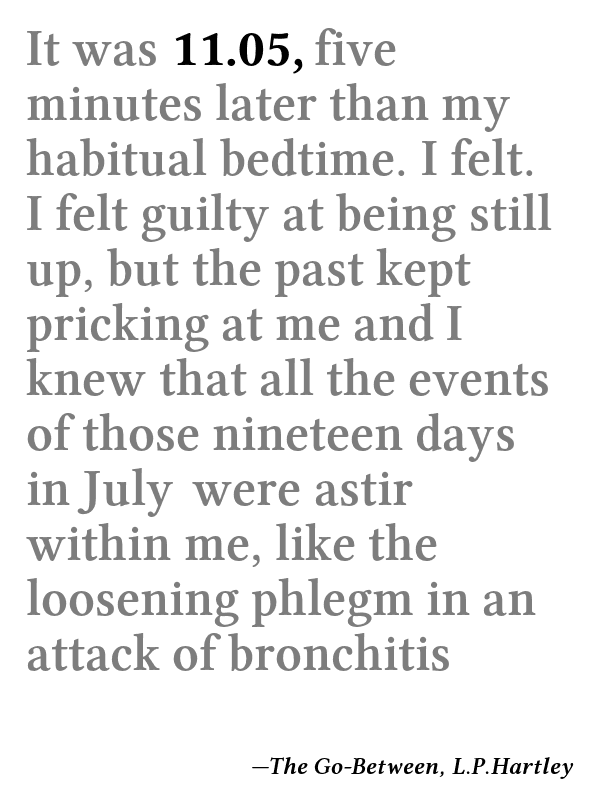 It was 11.05, five
minutes later than my
habitual bedtime. I felt.
I felt guilty at being still
up, but the past kept
pricking at me and I
knew that all the events
of those nineteen days
in July were astir
within me, like the
loosening phlegm in an
attack of bronchitis
—The Go-Between, L.P.Hartley